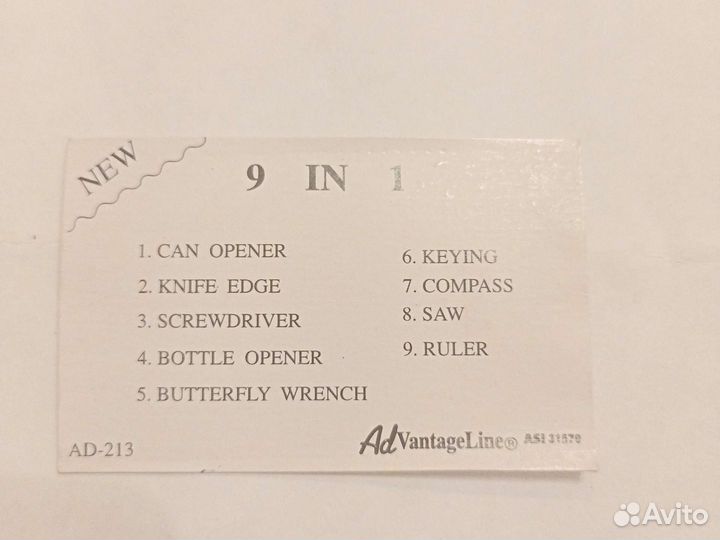 NEW
9 IN 1
1. CAN OPENER
2. KNIFE EDGE
3. SCREWDRIVER
4. BOTTLE OPENER
5. BUTTERFLY WRENCH
6. KEYING
7. COMPASS
8. SAW
9. RULER
AD-213
AdVantageLine® ASI 31570
Avito